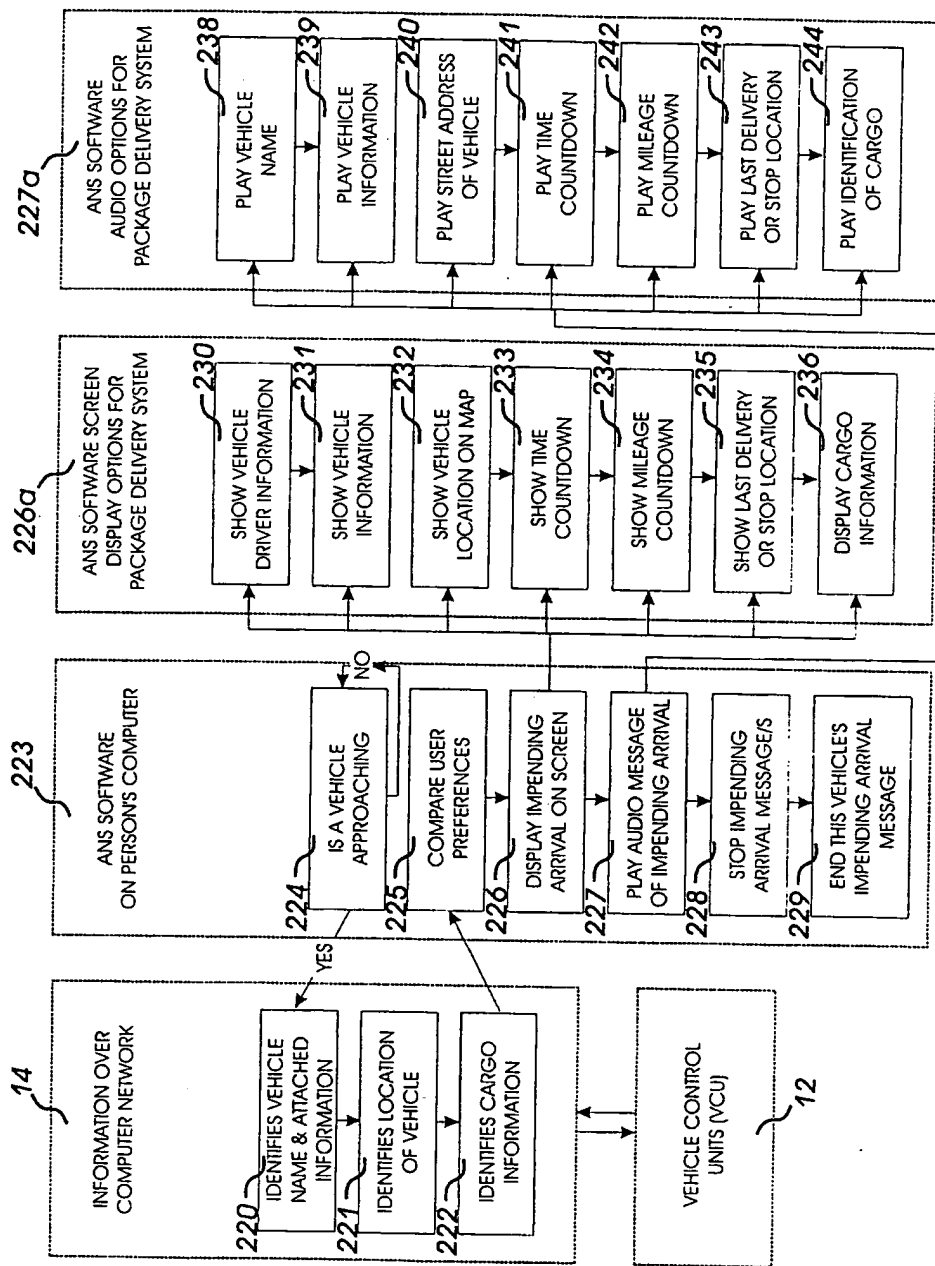 14
INFORMATION OVER
COMPUTER NETWORK
220
IDENTIFIES VEHICLE
NAME & ATTACHED
INFORMATION
221
IDENTIFIES LOCATION
OF VEHICLE
222
IDENTIFIES CARGO
INFORMATION
VEHICLE CONTROL
UNITS (VCU)
12
YES
223
ANS SOFTWARE
ON PERSON'S COMPUTER
224
IS A VEHICLE
APPROACHING
NO
225
COMPARE USER
PREFERENCES
226
DISPLAY IMPENDING
ARRIVAL ON SCREEN
227
PLAY AUDIO MESSAGE
OF IMPENDING ARRIVAL
228
STOP IMPENDING
ARRIVAL MESSAGE/S
229
END THIS VEHICLE'S
IMPENDING ARRIVAL
MESSAGE
226a
ANS SOFTWARE SCREEN
DISPLAY OPTIONS FOR
PACKAGE DELIVERY SYSTEM
230
SHOW VEHICLE
DRIVER INFORMATION
231
SHOW VEHICLE
INFORMATION
232
SHOW VEHICLE
LOCATION ON MAP
233
SHOW TIME
COUNTDOWN
234
SHOW MILEAGE
COUNTDOWN
235
SHOW LAST DELIVERY
OR STOP LOCATION
236
DISPLAY CARGO
INFORMATION
227a
ANS SOFTWARE
AUDIO OPTIONS FOR
PACKAGE DELIVERY SYSTEM
238
PLAY VEHICLE
NAME
239
PLAY VEHICLE
INFORMATION
240
PLAY STREET ADDRESS
OF VEHICLE
241
PLAY TIME
COUNTDOWN
242
PLAY MILEAGE
COUNTDOWN
243
PLAY LAST DELIVERY
OR STOP LOCATION
244
PLAY IDENTIFICATION
OF CARGO